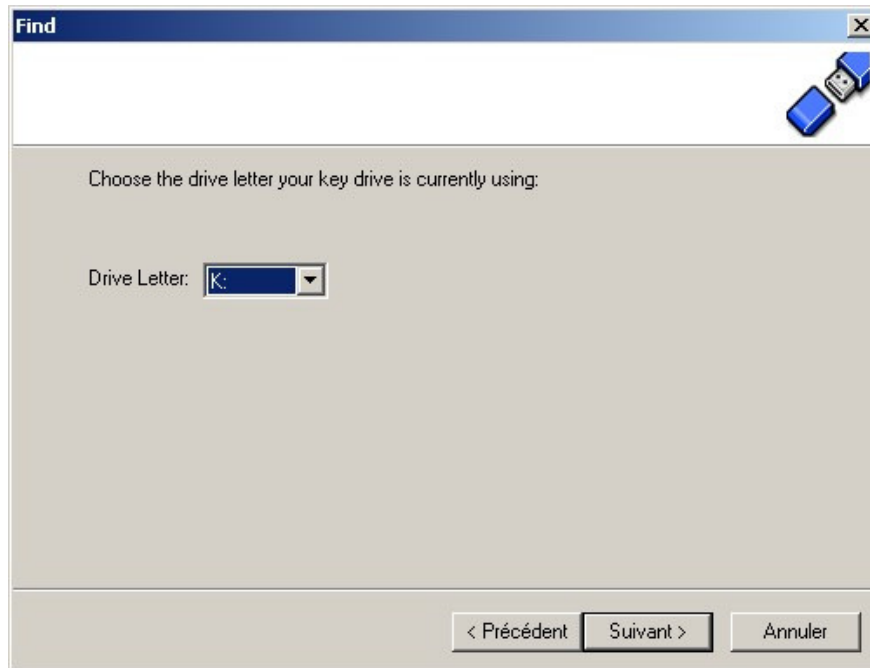 Find
Choose the drive letter your key drive is currently using:
Drive Letter: K:
< Précédent Suivant > Annuler